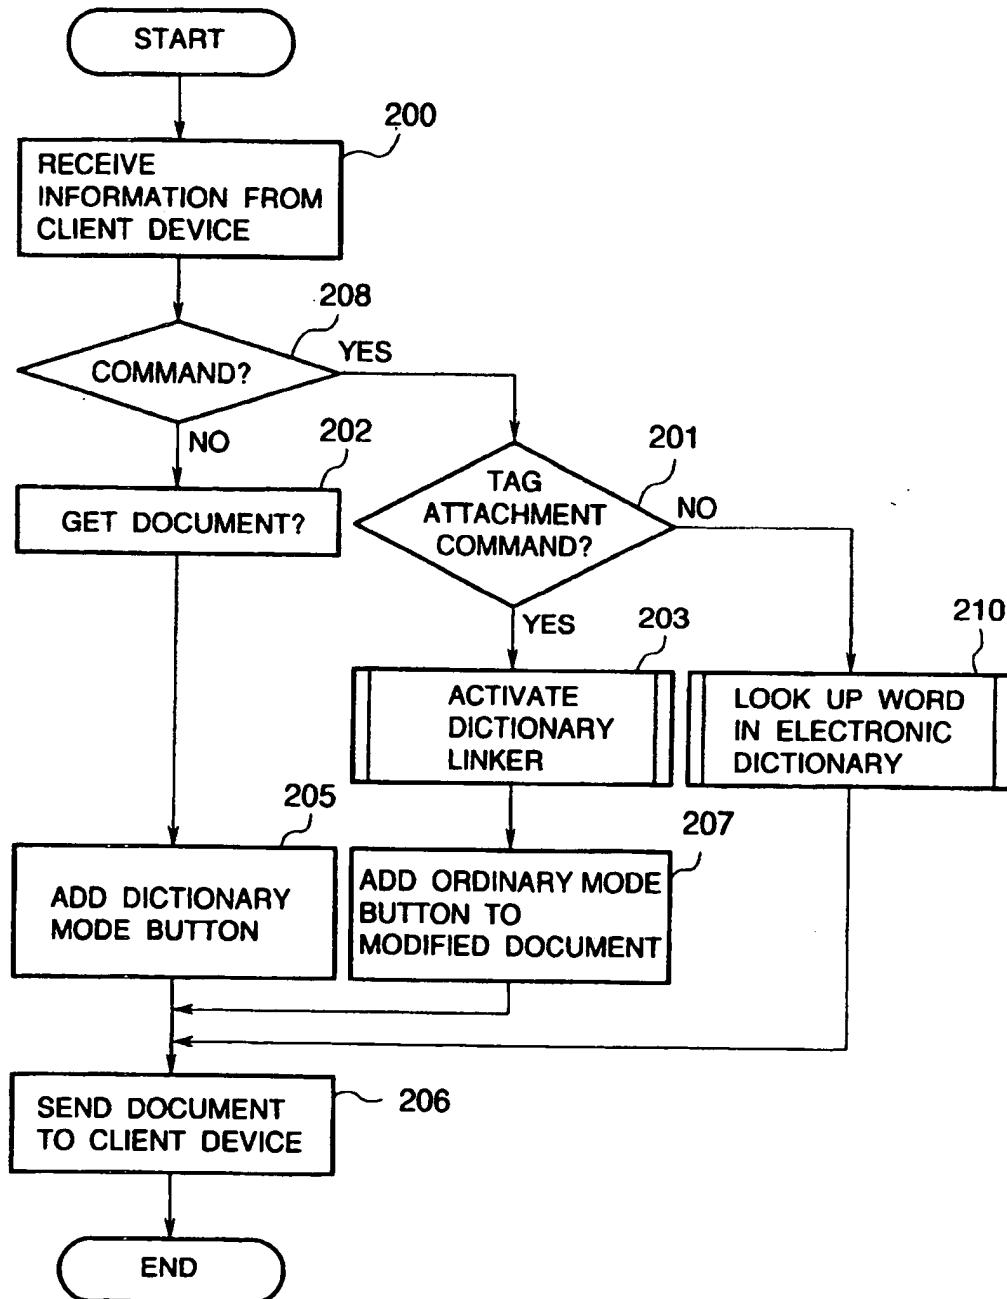 START
200
RECEIVE
INFORMATION FROM
CLIENT DEVICE
208
COMMAND?
YES
NO
202
GET DOCUMENT?
201
TAG
ATTACHMENT
COMMAND?
NO
YES
203
ACTIVATE
DICTIONARY
LINKER
210
LOOK UP WORD
IN ELECTRONIC
DICTIONARY
205
ADD DICTIONARY
MODE BUTTON
207
ADD ORDINARY MODE
BUTTON TO
MODIFIED DOCUMENT
206
SEND DOCUMENT
TO CLIENT DEVICE
END